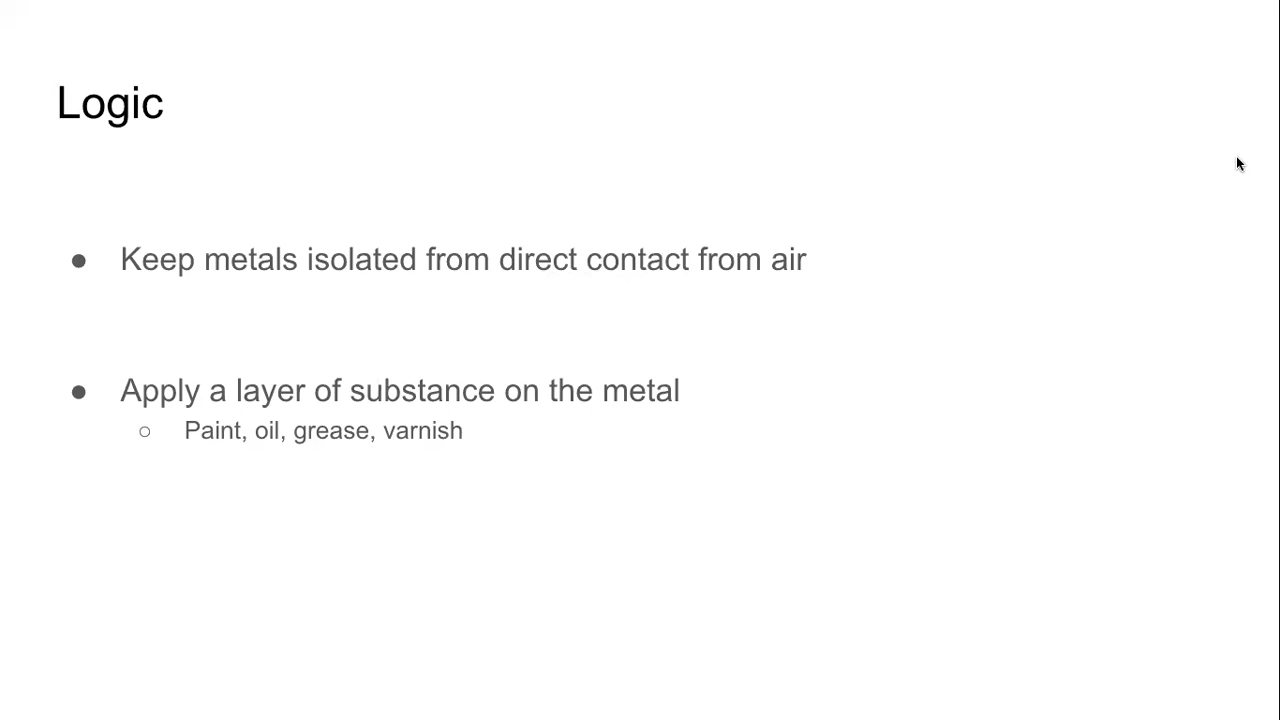 Logic
● Keep metals isolated from direct contact from air
● Apply a layer of substance on the metal
○ Paint, oil, grease, varnish